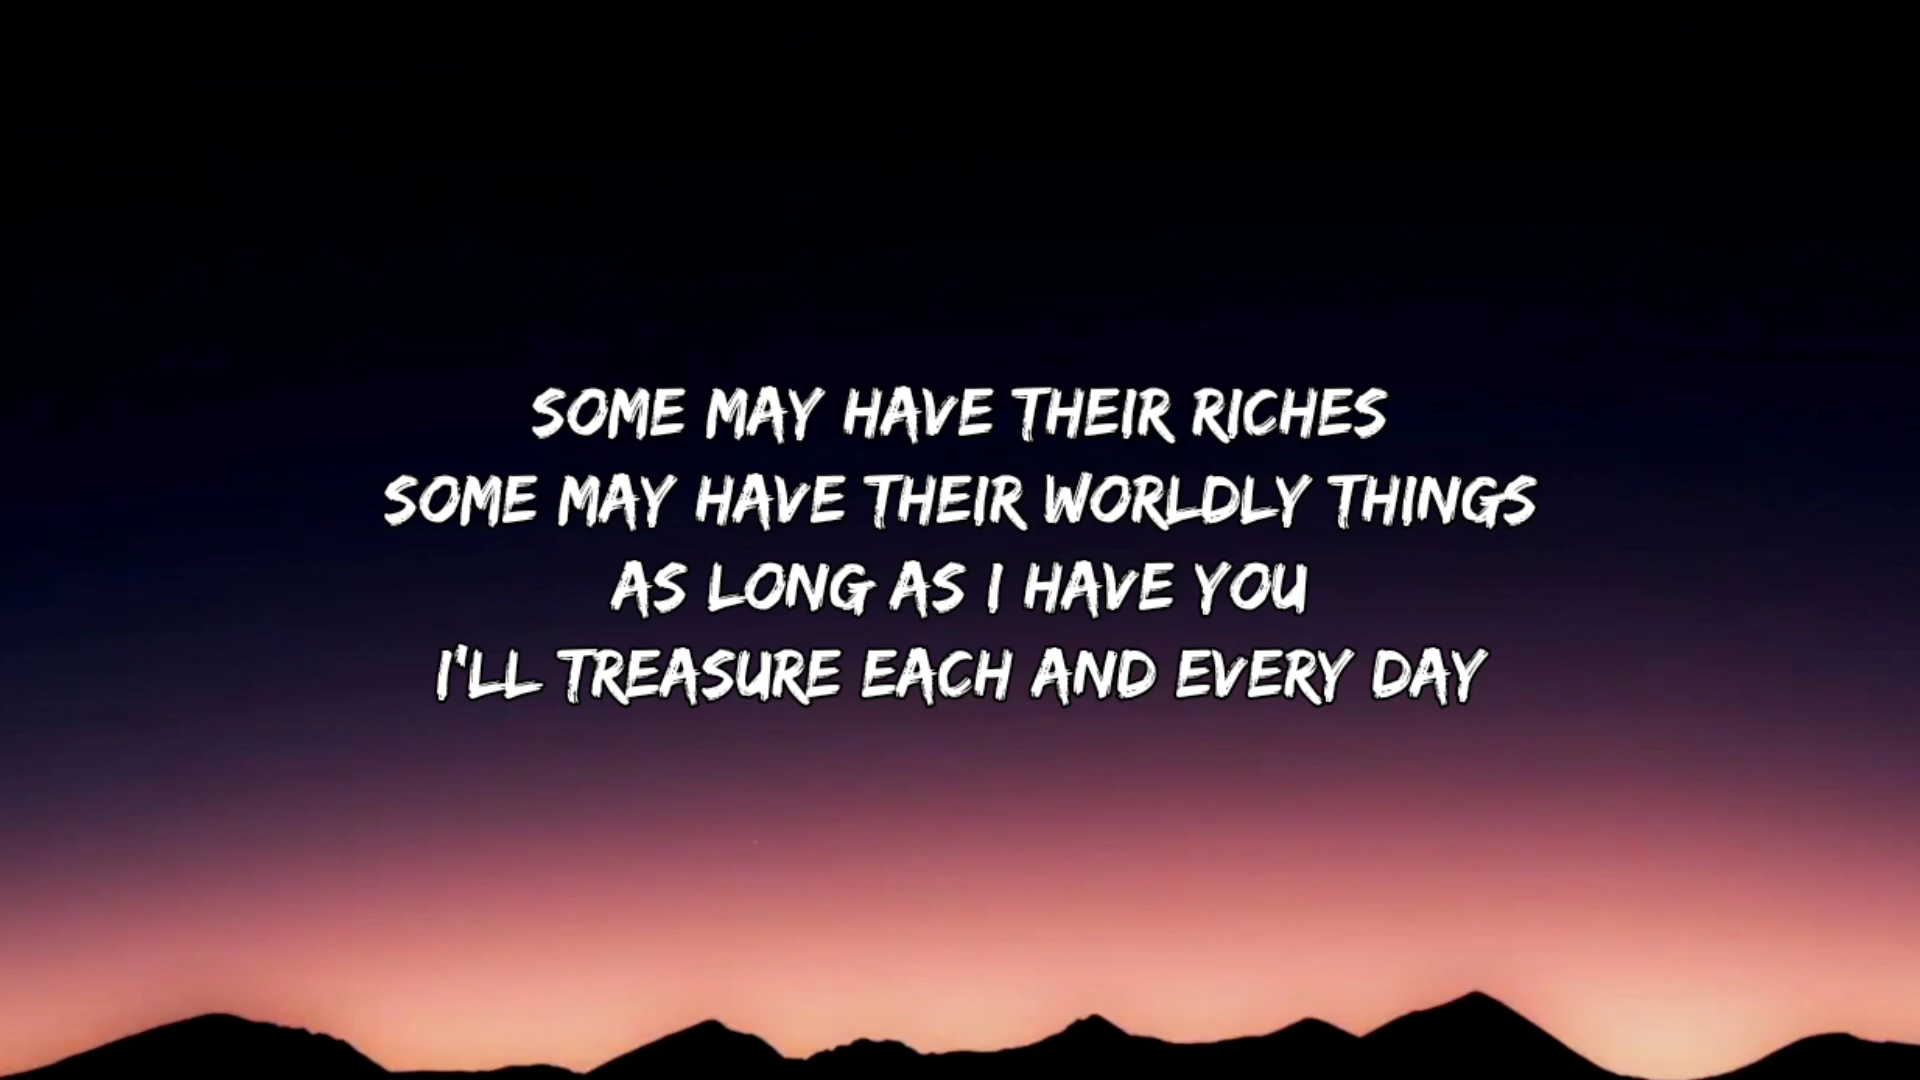 SOME MAY HAVE THEIR RICHES
SOME MAY HAVE THEIR WORLDLY THINGS
AS LONG AS I HAVE YOU
I'LL TREASURE EACH AND EVERY DAY